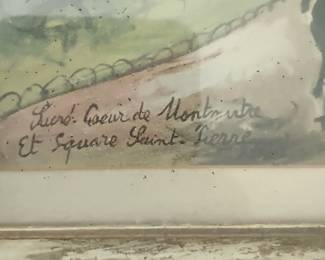 Sacré-Coeur de Montmartre
Et Square Saint-Pierre